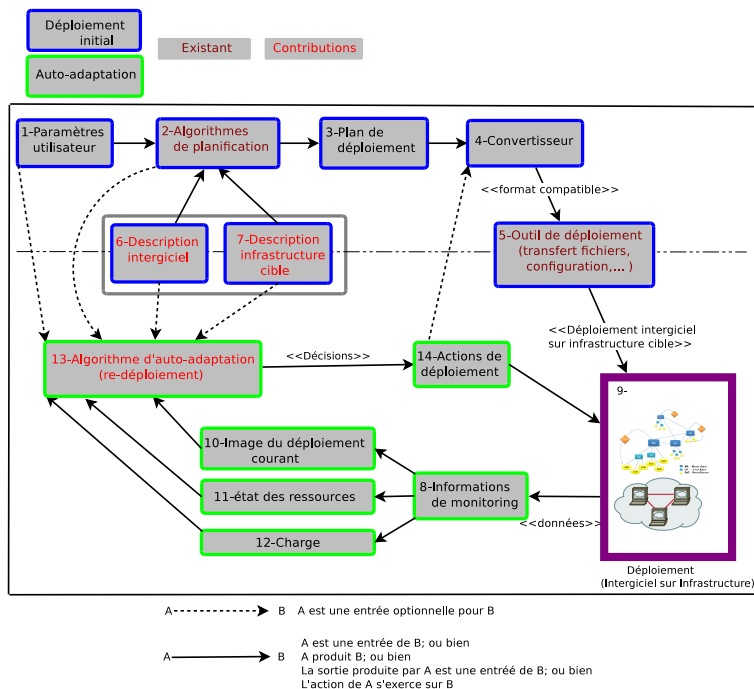 Déploiement
initial
Existant
Contributions
Auto-adaptation
1-Paramètres
utilisateur
2-Algorithmes
de planification
3-Plan de
déploiement
4-Convertisseur
<<format compatible>>
6-Description
intergiciel
7-Description
infrastructure
cible
5-Outil de déploiement
(transfert fichiers,
configuration,... )
<<Déploiement intergiciel
sur infrastructure cible>>
13-Algorithme d'auto-adaptation
(re-déploiement)
<<Décisions>>
14-Actions de
déploiement
9-
10-Image du déploiement
courant
11-état des ressources
12-Charge
8-Informations
de monitoring
<<données>>
Déploiement
(Intergiciel sur Infrastructure)
A
B
A est une entrée optionnelle pour B
A
B
A est une entrée de B; ou bien
A produit B; ou bien
La sortie produite par A est une entréé de B; ou bien
L'action de A s'exerce sur B